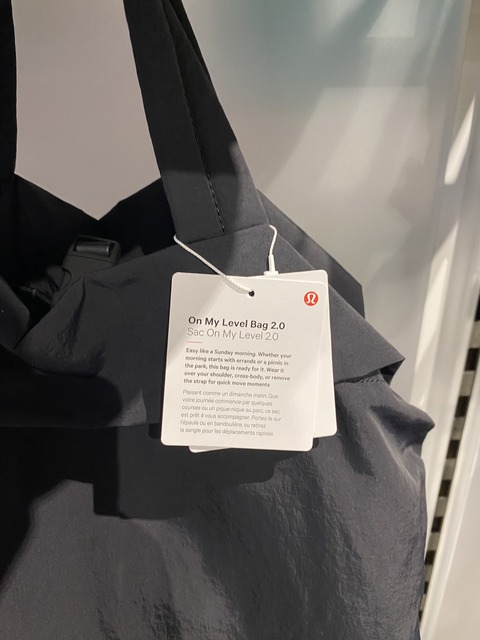 On My Level Bag 2.0
Sac On My Level 2.0
Easy like a Sunday morning. Whether your
morning starts with errands or a picnic in
the park, this bag is ready for it. Wear it
over your shoulder, cross-body, or remove
the strap for quick move moments
Plaisant comme un dimanche matin. Que
votre journée commence par quelques
courses ou un pique-nique au parc, ce sac
est prêt à vous accompagner. Portez-le sur
l'épaule ou en bandoulière, ou retirez
la sangle pour les déplacements rapides